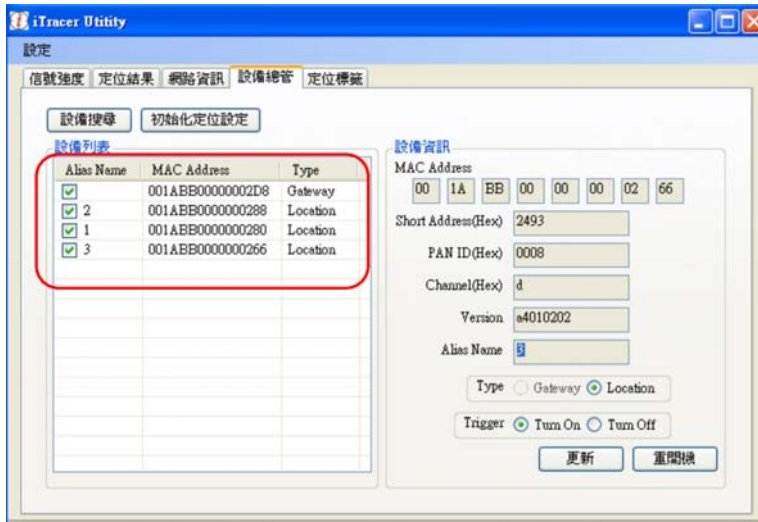 iTracer Utitity
設定
信號強度 定位結果 網路資訊 設備總管 定位標籤
設備搜尋 初始化定位設定
設備列表
Alias Name MAC Address Type
001ABB00000002D8 Gateway
2 001ABB0000000288 Location
1 001ABB0000000280 Location
3 001ABB0000000266 Location
設備資訊
MAC Address
00 1A BB 00 00 00 02 66
Short Address(Hex) 2493
PAN ID(Hex) 0008
Channel(Hex) d
Version a4010202
Alias Name 3
Type Gateway Location
Trigger Turn On Turn Off
更新 重開機